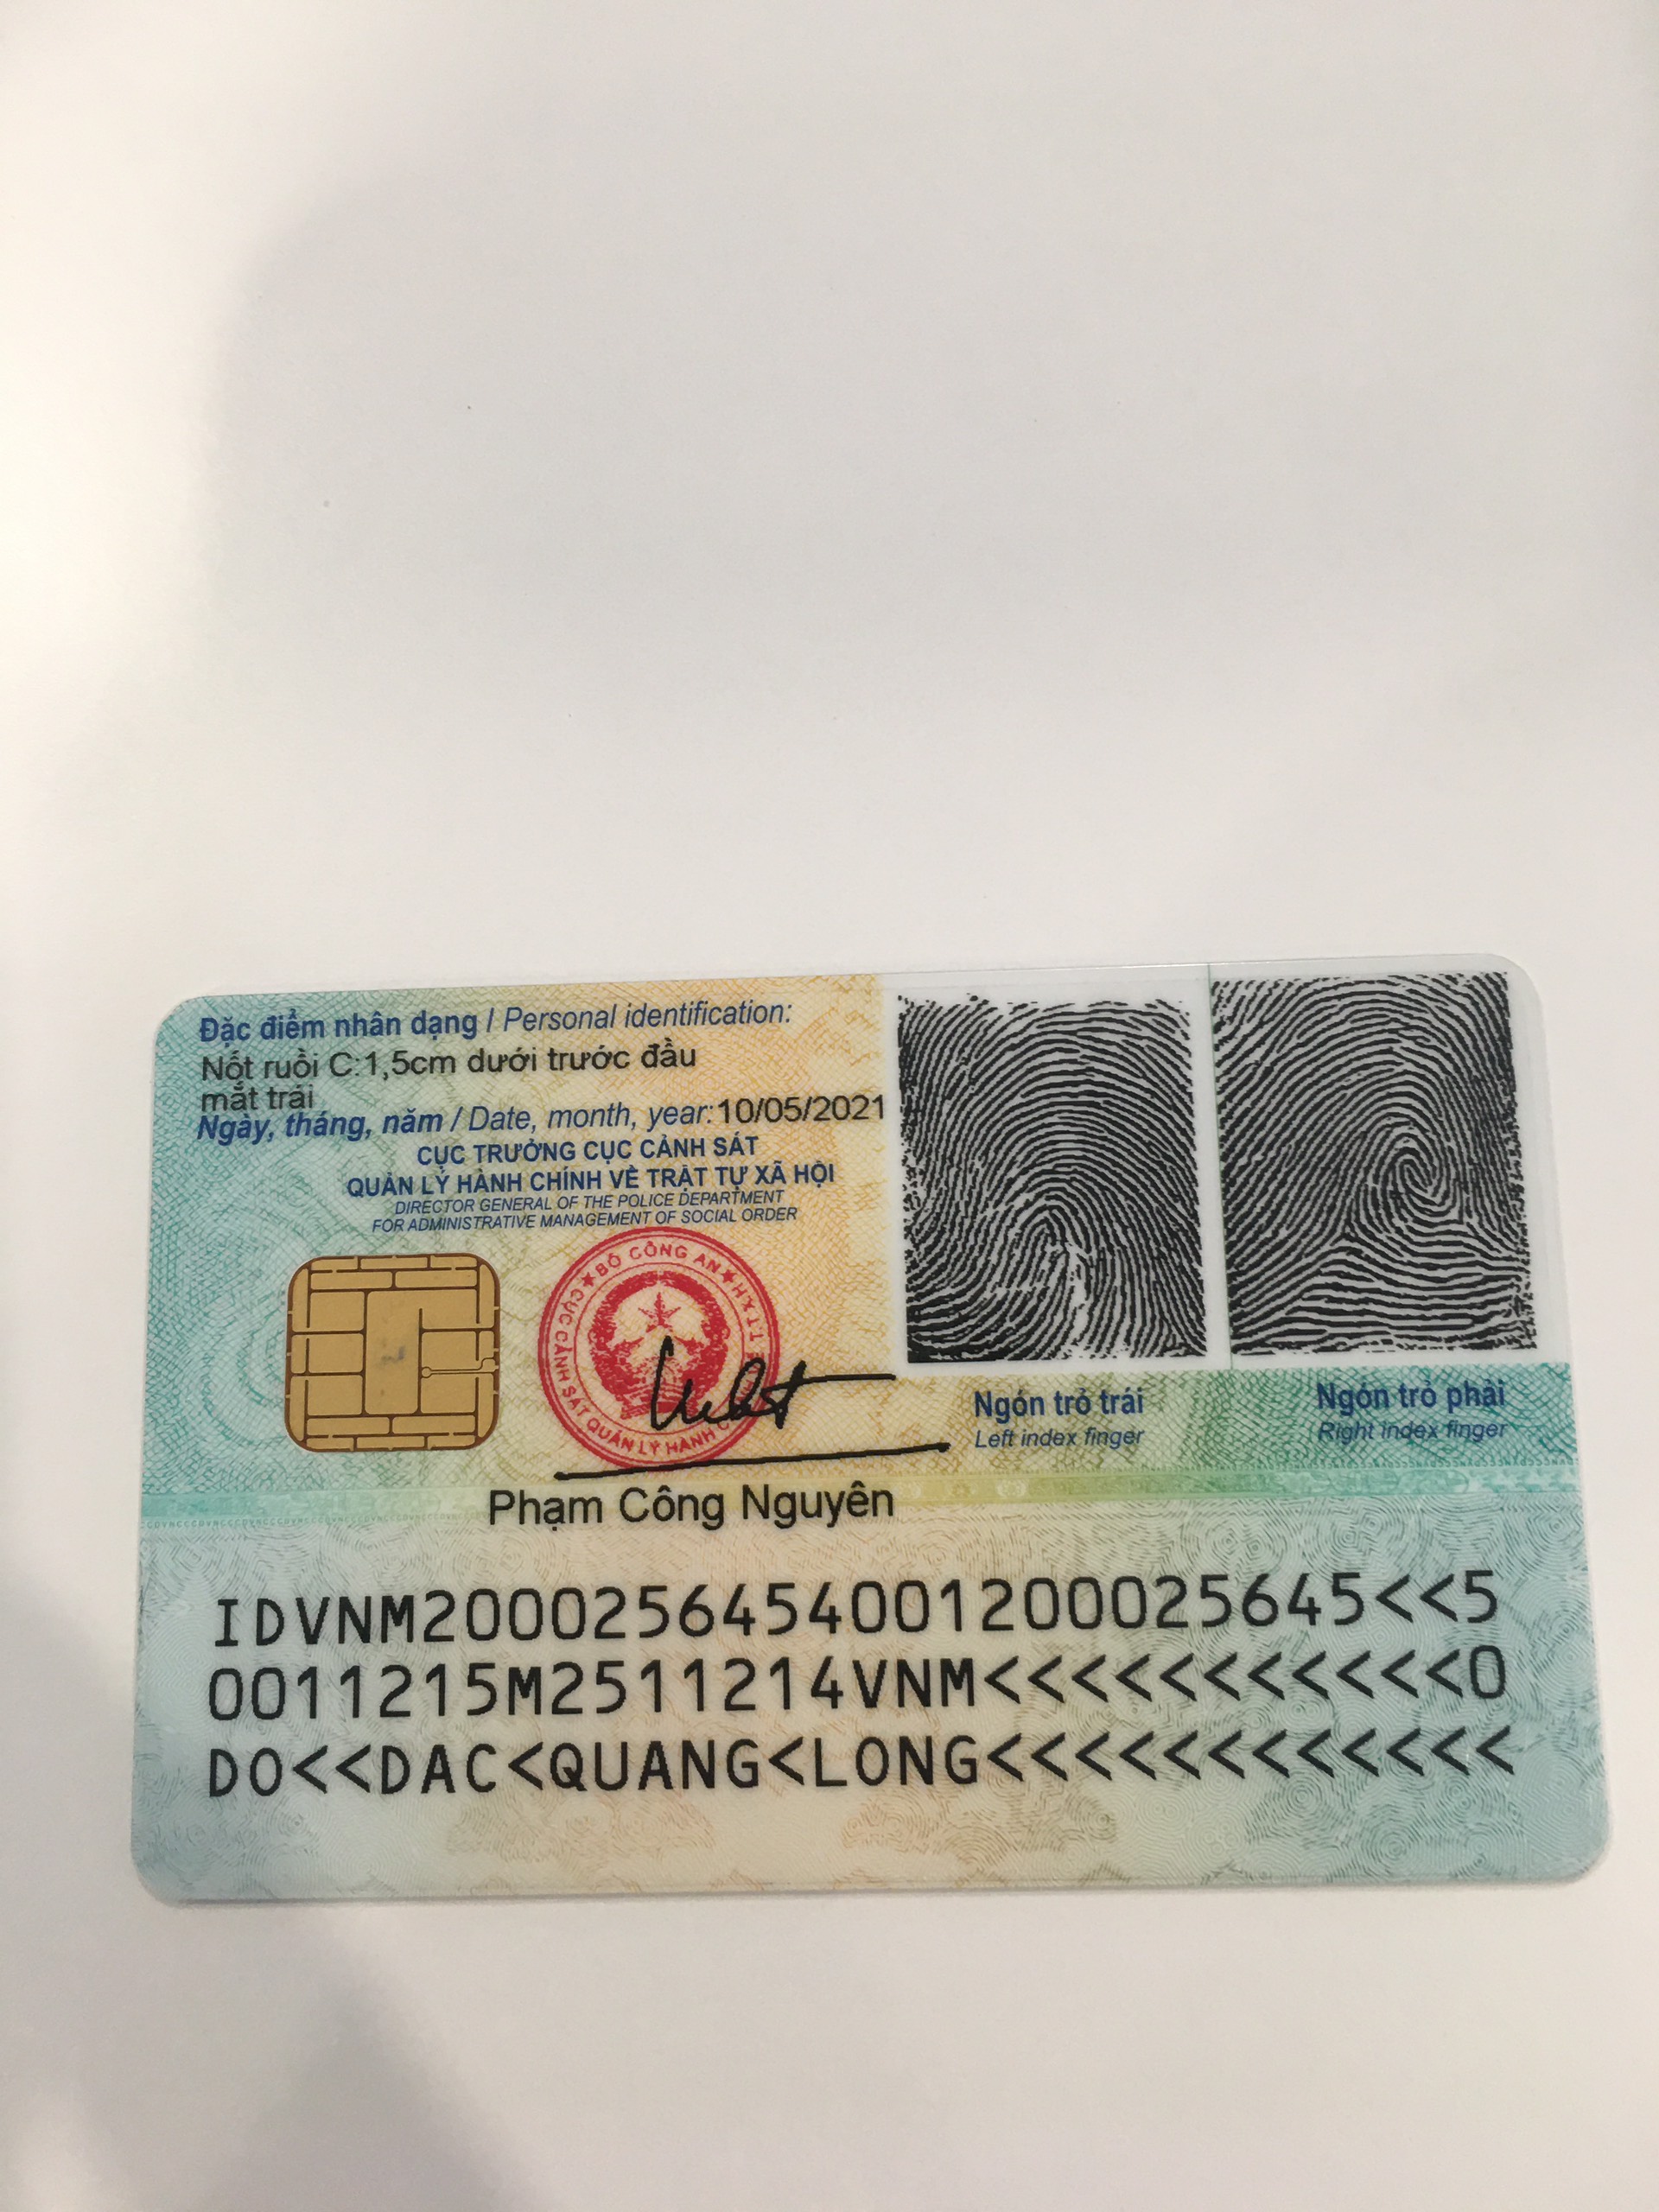 Đặc điểm nhân dạng / Personal identification:
Nốt ruồi C:1,5cm dưới trước đầu
mắt trái
Ngày, tháng, năm / Date, month, year:10/05/2021
CỤC TRƯỞNG CỤC CẢNH SÁT
QUẢN LÝ HÀNH CHÍNH VỀ TRẬT TỰ XÃ HỘI
DIRECTOR GENERAL OF THE POLICE DEPARTMENT
FOR ADMINISTRATIVE MANAGEMENT OF SOCIAL ORDER
BỘ CÔNG AN
CỤC CẢNH SÁT QUẢN LÝ HÀNH
Ngón trỏ trái
Left index finger
Ngón trỏ phải
Right index finger
Phạm Công Nguyên
IDVNM2000256454001200025645<<5
0011215M2511214VNM<<<<<<<<<<<0
DO<<DAC<QUANG<LONG<<<<<<<<<<<<